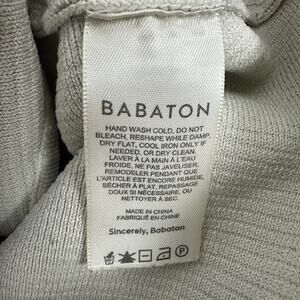 BABATON
HAND WASH COLD, DO NOT
BLEACH, RESHAPE WHILE DAMP.
DRY FLAT, COOL IRON ONLY IF
NEEDED, OR DRY CLEAN.
LAVER À LA MAIN À L'EAU
FROIDE, NE PAS JAVELISER,
REMODELER PENDANT QUE
L'ARTICLE EST ENCORE HUMIDE,
SÉCHER À PLAT, REPASSAGE
DOUX SI NÉCESSAIRE, OU
NETTOYER À SEC.
MADE IN CHINA
FABRIQUÉ EN CHINE
Sincerely, Babaton
P